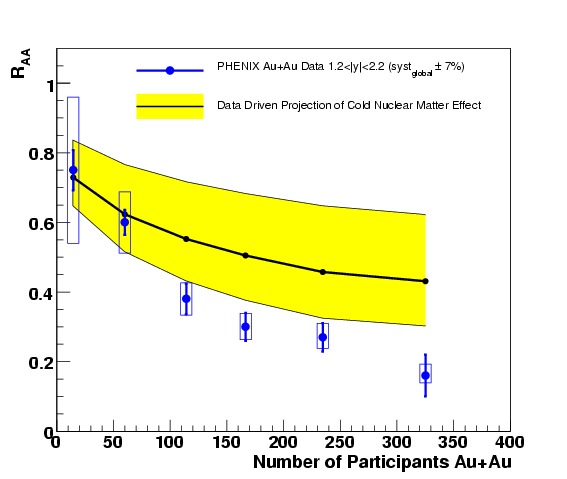 R_AA
PHENIX Au+Au Data 1.2<|y|<2.2 (syst_global ± 7%)
Data Driven Projection of Cold Nuclear Matter Effect
1
0.8
0.6
0.4
0.2
0
0 50 100 150 200 250 300 350 400
Number of Participants Au+Au